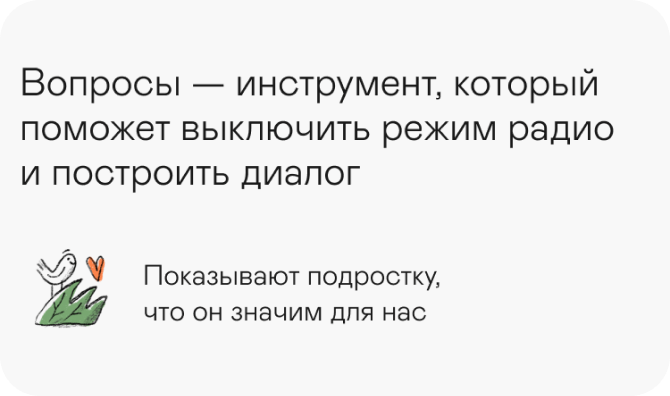 Вопросы — инструмент, который
поможет выключить режим радио
и построить диалог
Показывают подростку,
что он значим для нас